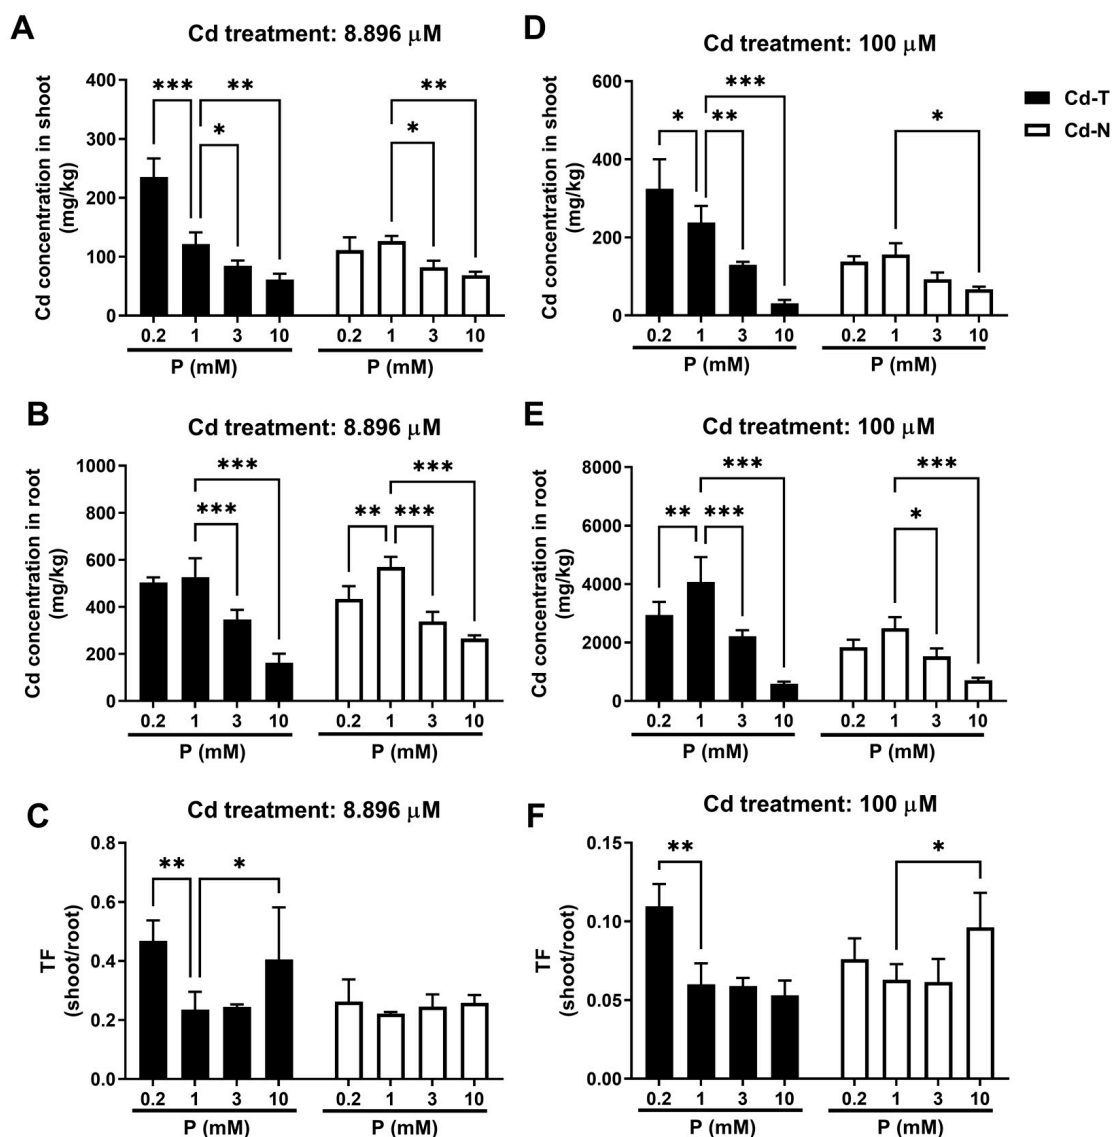 A
Cd treatment: 8.896 μM
Cd concentration in shoot
(mg/kg)
400
300
200
100
0
*** ** * ** *
0.2 1 3 10 0.2 1 3 10
P (mM) P (mM)
D
Cd treatment: 100 μM
Cd-T
Cd-N
Cd concentration in shoot
(mg/kg)
600
400
200
0
*** * ** *
0.2 1 3 10 0.2 1 3 10
P (mM) P (mM)
B
Cd treatment: 8.896 μM
Cd concentration in root
(mg/kg)
1000
800
600
400
200
0
*** *** *** ** ***
0.2 1 3 10 0.2 1 3 10
P (mM) P (mM)
E
Cd treatment: 100 μM
Cd concentration in root
(mg/kg)
8000
6000
4000
2000
0
*** *** ** *** *
0.2 1 3 10 0.2 1 3 10
P (mM) P (mM)
C
Cd treatment: 8.896 μM
TF
(shoot/root)
0.8
0.6
0.4
0.2
0.0
** *
0.2 1 3 10 0.2 1 3 10
P (mM) P (mM)
F
Cd treatment: 100 μM
TF
(shoot/root)
0.15
0.10
0.05
0.00
** *
0.2 1 3 10 0.2 1 3 10
P (mM) P (mM)